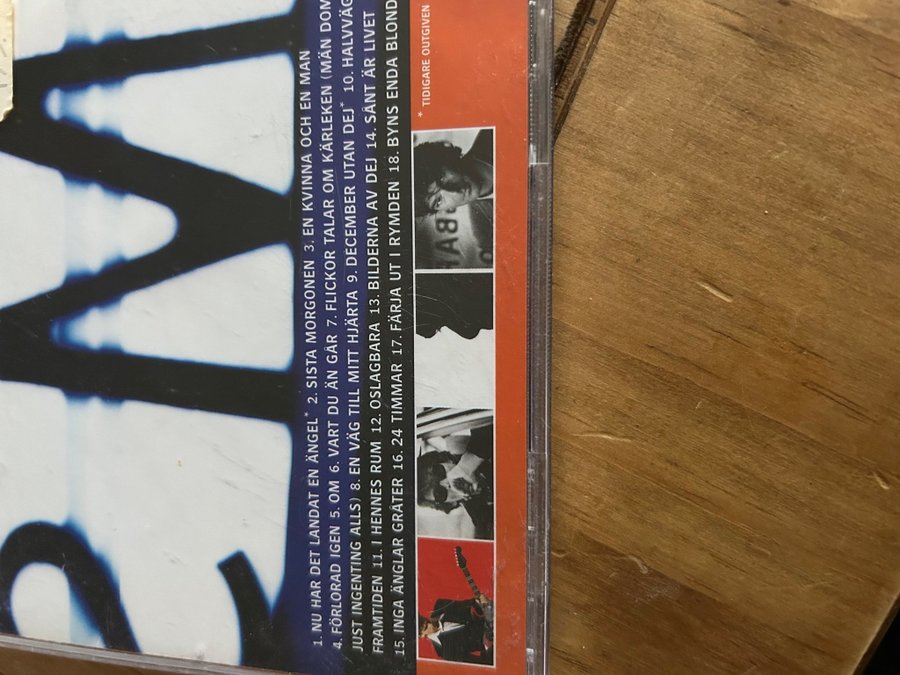 1. NU HAR DET LANDAT EN ÄNGEL* 2. SISTA MORGONEN 3. EN KVINNA OCH EN MAN
4. FÖRLORAD IGEN 5. OM 6. VART DU ÄN GÅR 7. FLICKOR TALAR OM KÄRLEKEN (MÄN DOM
JUST INGENTING ALLS) 8. EN VÄG TILL MITT HJÄRTA 9. DECEMBER UTAN DEJ* 10. HALVVÄG
FRAMTIDEN 11. I HENNES RUM 12. OSLAGBARA 13. BILDERNA AV DEJ 14. SÅNT ÄR LIVET
15. INGA ÄNGLAR GRÅTER 16. 24 TIMMAR 17. FÄRJA UT I RYMDEN 18. BYNS ENDA BLOND
* TIDIGARE OUTGIVEN